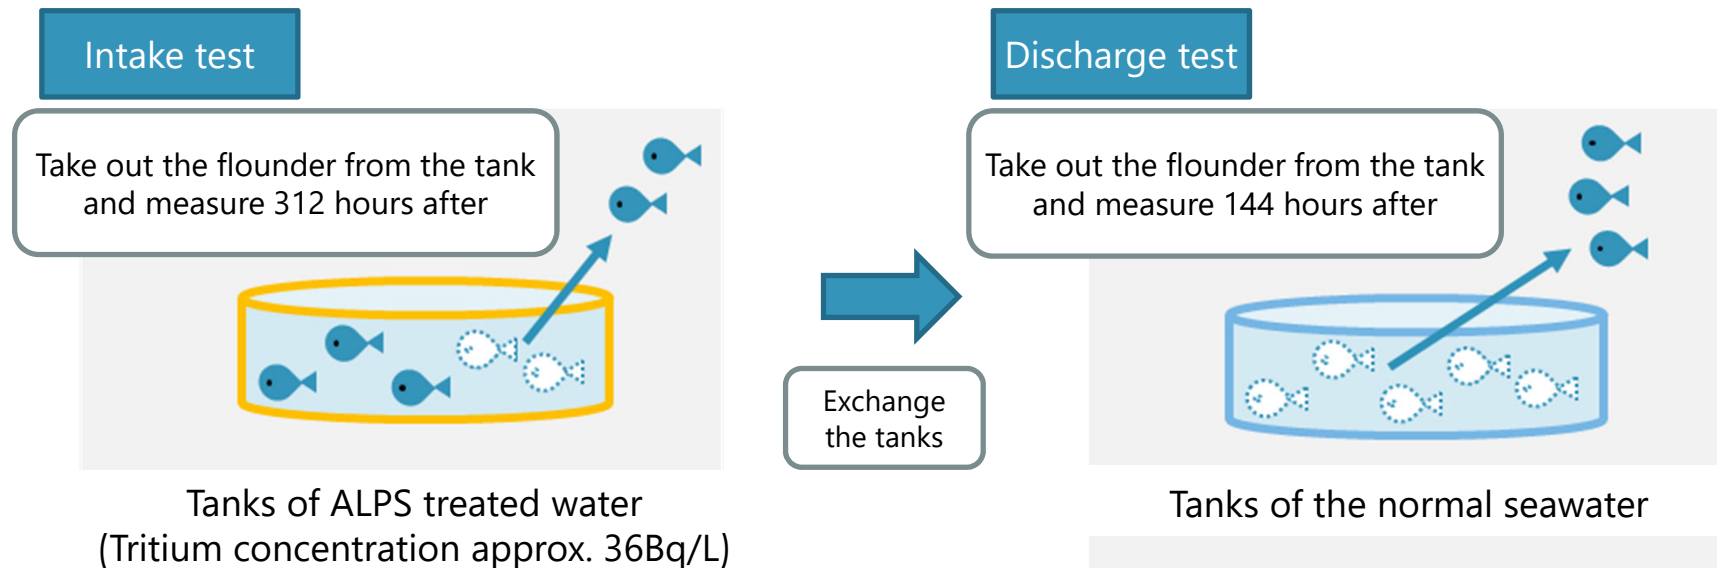 Intake test
Take out the flounder from the tank
and measure 312 hours after
Tanks of ALPS treated water
(Tritium concentration approx. 36Bq/L)
Exchange
the tanks
Discharge test
Take out the flounder from the tank
and measure 144 hours after
Tanks of the normal seawater